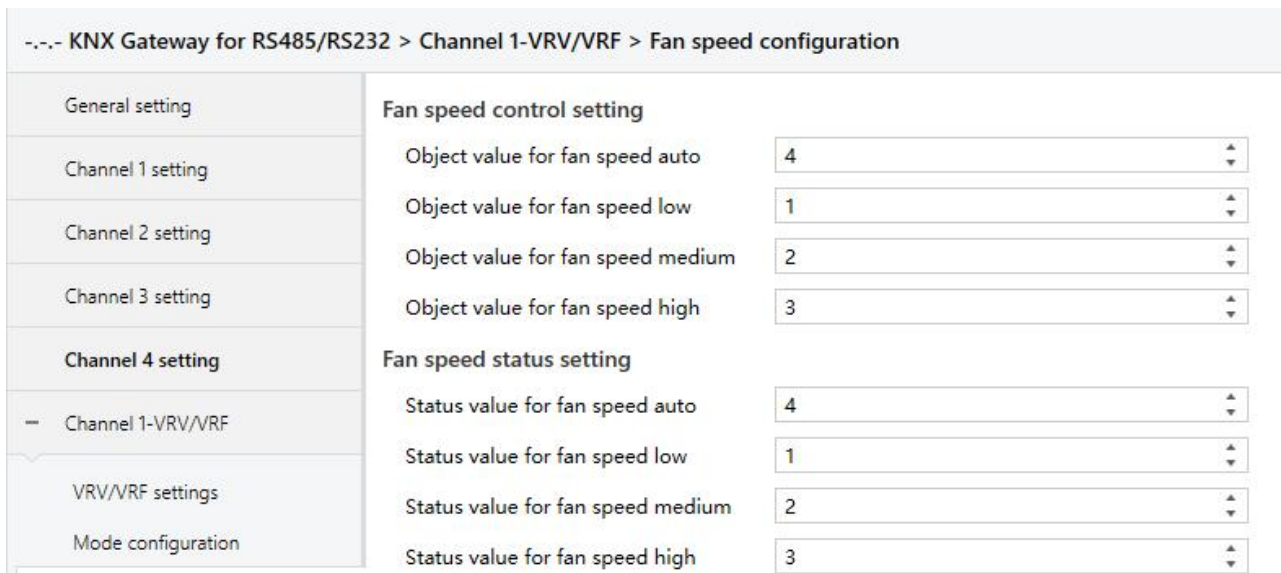 -.-.- KNX Gateway for RS485/RS232 > Channel 1-VRV/VRF > Fan speed configuration
General setting
Channel 1 setting
Channel 2 setting
Channel 3 setting
Channel 4 setting
− Channel 1-VRV/VRF
VRV/VRF settings
Mode configuration
Fan speed control setting
Object value for fan speed auto 4
Object value for fan speed low 1
Object value for fan speed medium 2
Object value for fan speed high 3
Fan speed status setting
Status value for fan speed auto 4
Status value for fan speed low 1
Status value for fan speed medium 2
Status value for fan speed high 3